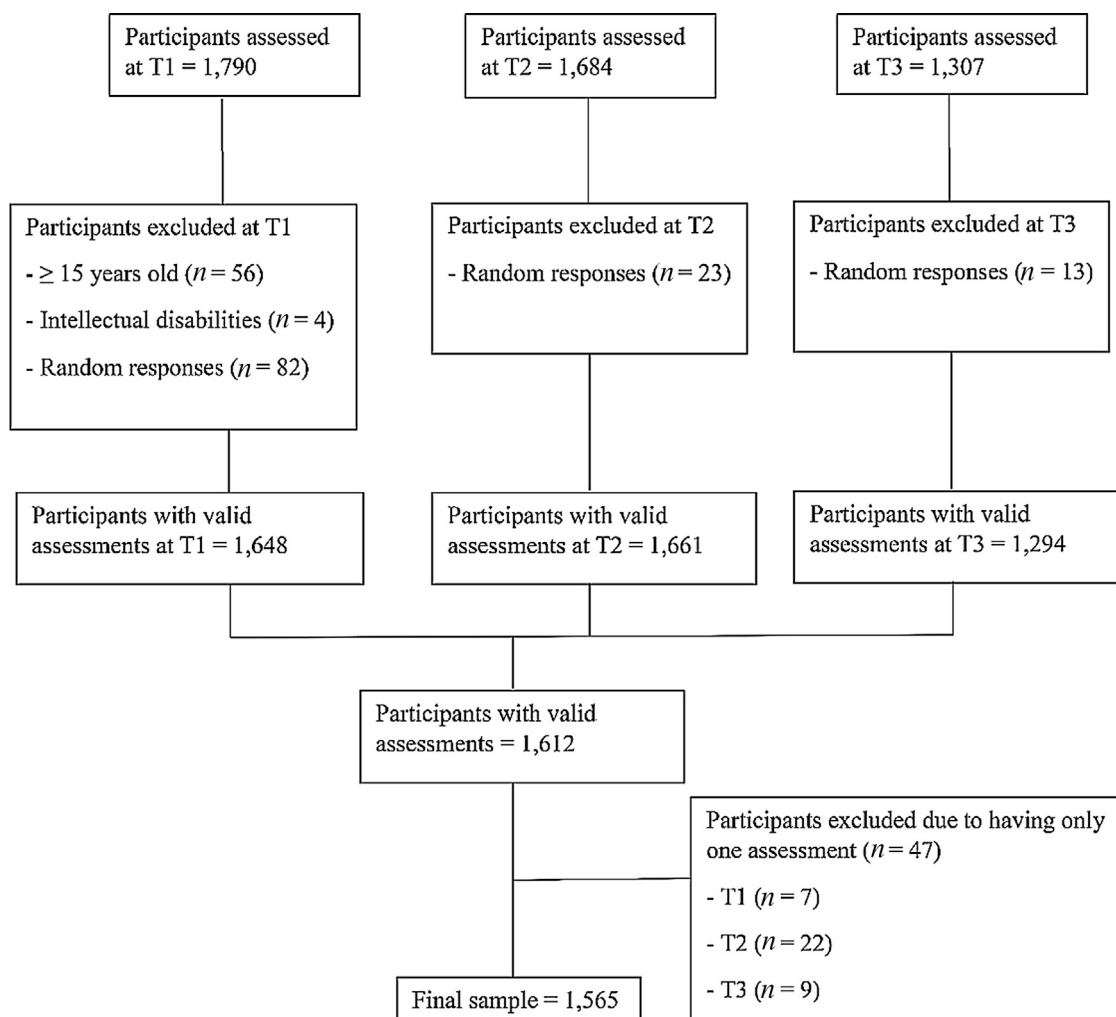 Participants assessed
at T1 = 1,790
Participants assessed
at T2 = 1,684
Participants assessed
at T3 = 1,307
Participants excluded at T1
- ≥ 15 years old (n = 56)
- Intellectual disabilities (n = 4)
- Random responses (n = 82)
Participants excluded at T2
- Random responses (n = 23)
Participants excluded at T3
- Random responses (n = 13)
Participants with valid
assessments at T1 = 1,648
Participants with valid
assessments at T2 = 1,661
Participants with valid
assessments at T3 = 1,294
Participants with valid
assessments = 1,612
Participants excluded due to having only
one assessment (n = 47)
- T1 (n = 7)
- T2 (n = 22)
- T3 (n = 9)
Final sample = 1,565